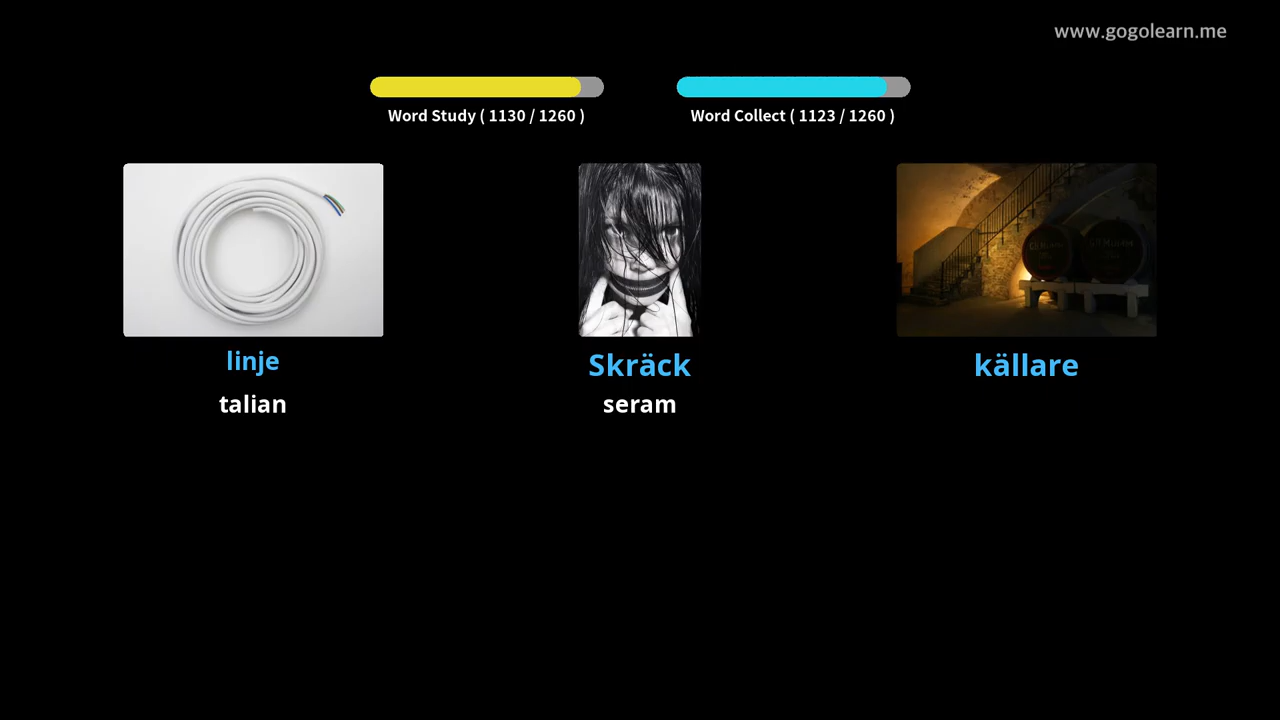 www.gogolearn.me
Word Study ( 1130 / 1260 )
Word Collect ( 1123 / 1260 )
linje
Skräck
källare
talian
seram